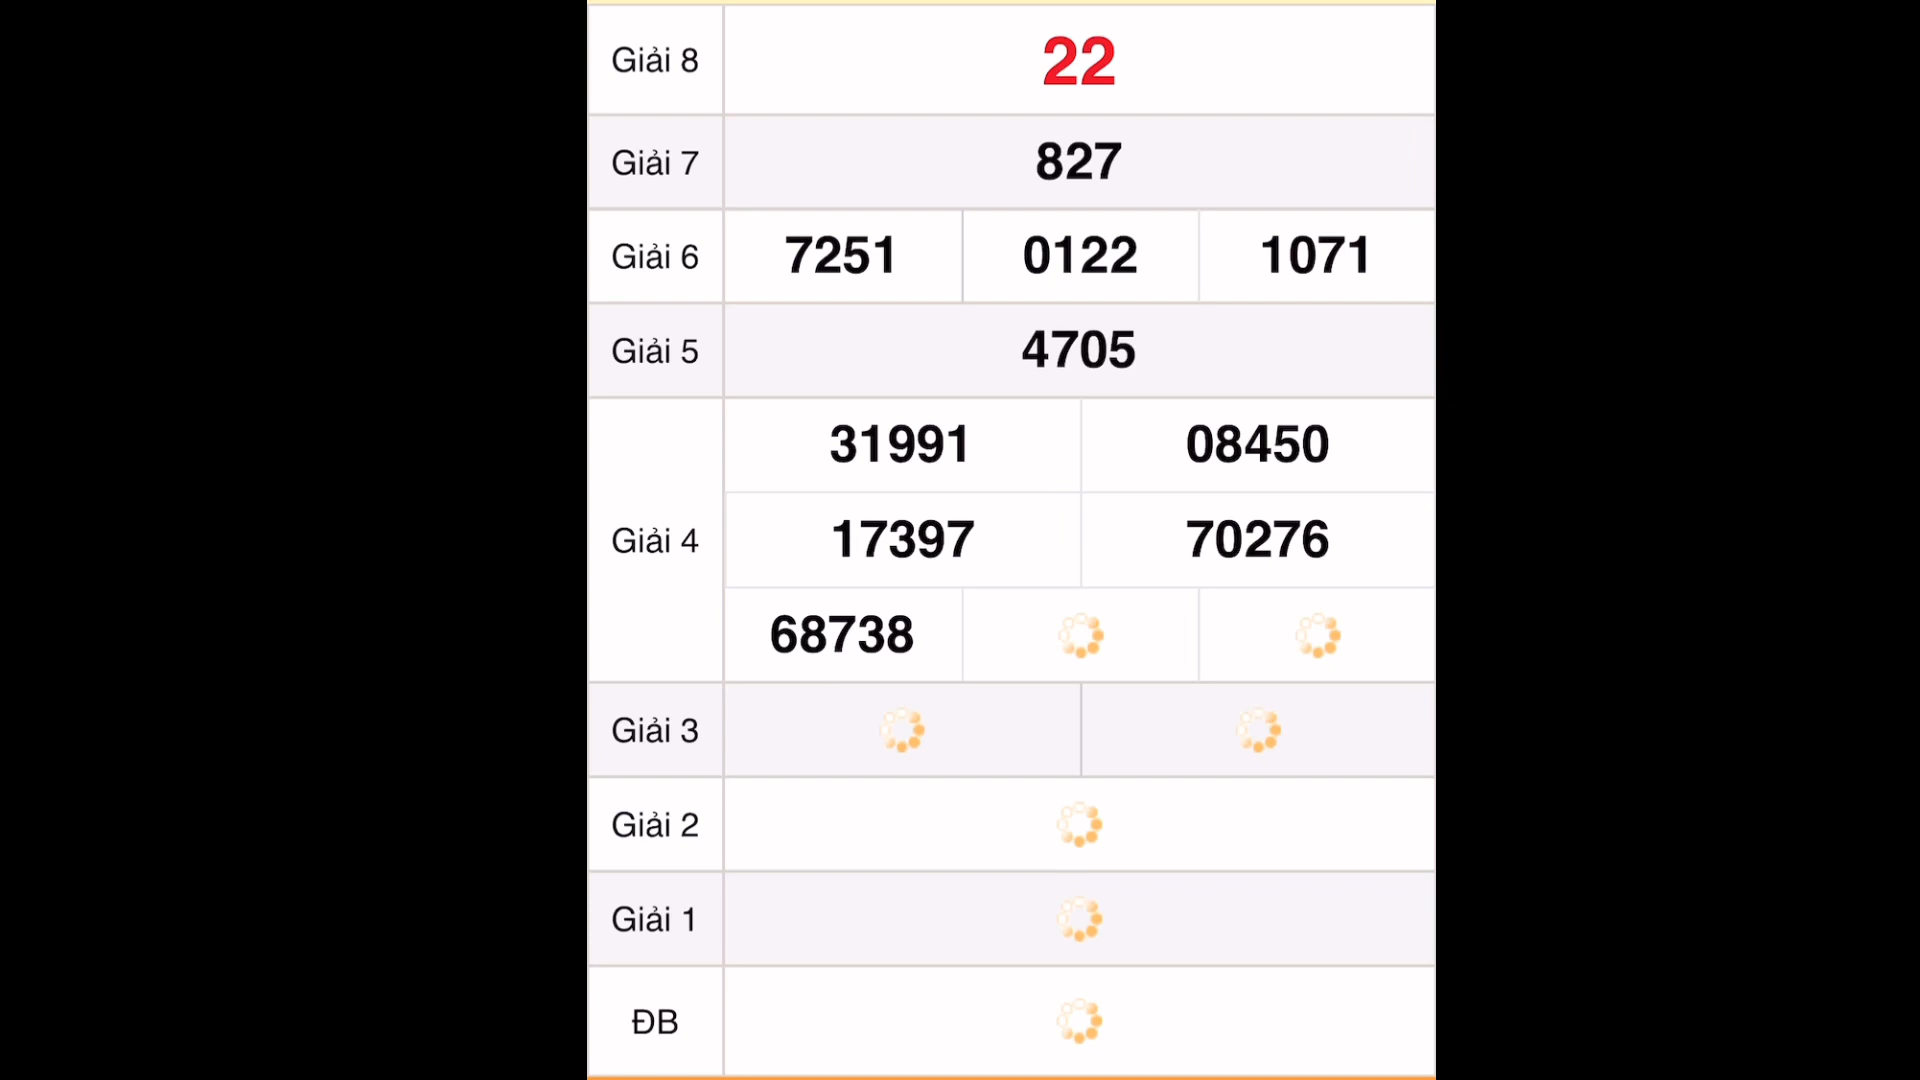 Giải 8 22
Giải 7 827
Giải 6 7251 0122 1071
Giải 5 4705
31991 08450
Giải 4 17397 70276
68738
Giải 3
Giải 2
Giải 1
ĐB